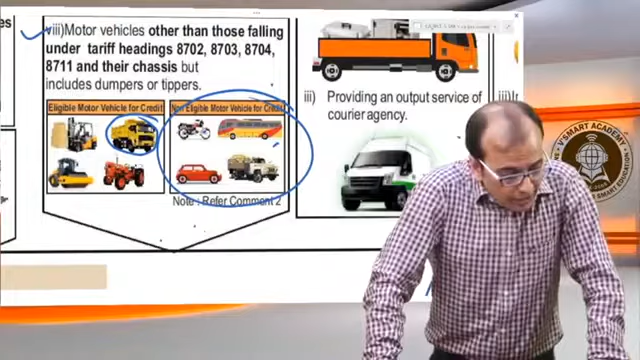 viii)Motor vehicles other than those falling
under tariff headings 8702, 8703, 8704,
8711 and their chassis but
includes dumpers or tippers.
Eligible Motor Vehicle for Credit
Non Eligible Motor Vehicle for Credit
Note : Refer Comment 2
iii) Providing an output service of
courier agency.
V'SMART ACADEMY